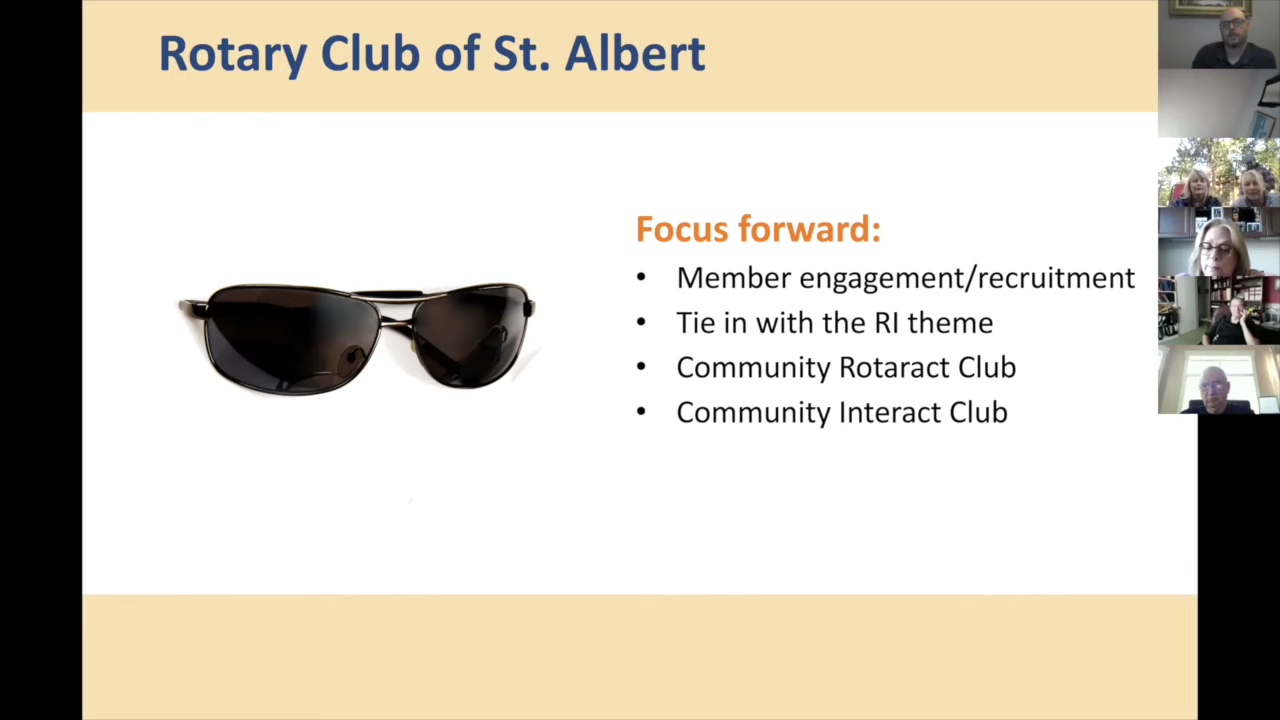 Rotary Club of St. Albert
Focus forward:
• Member engagement/recruitment
• Tie in with the RI theme
• Community Rotaract Club
• Community Interact Club